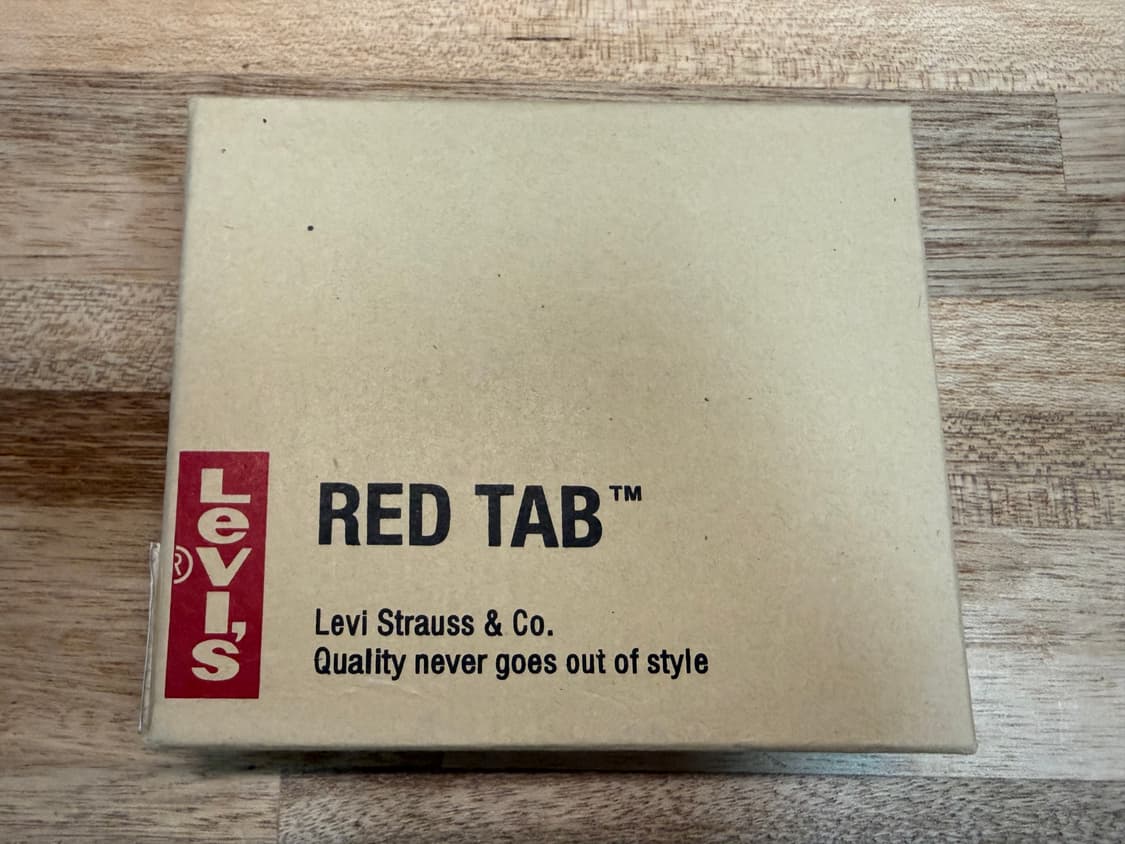 Levi's
®
RED TAB™
Levi Strauss & Co.
Quality never goes out of style